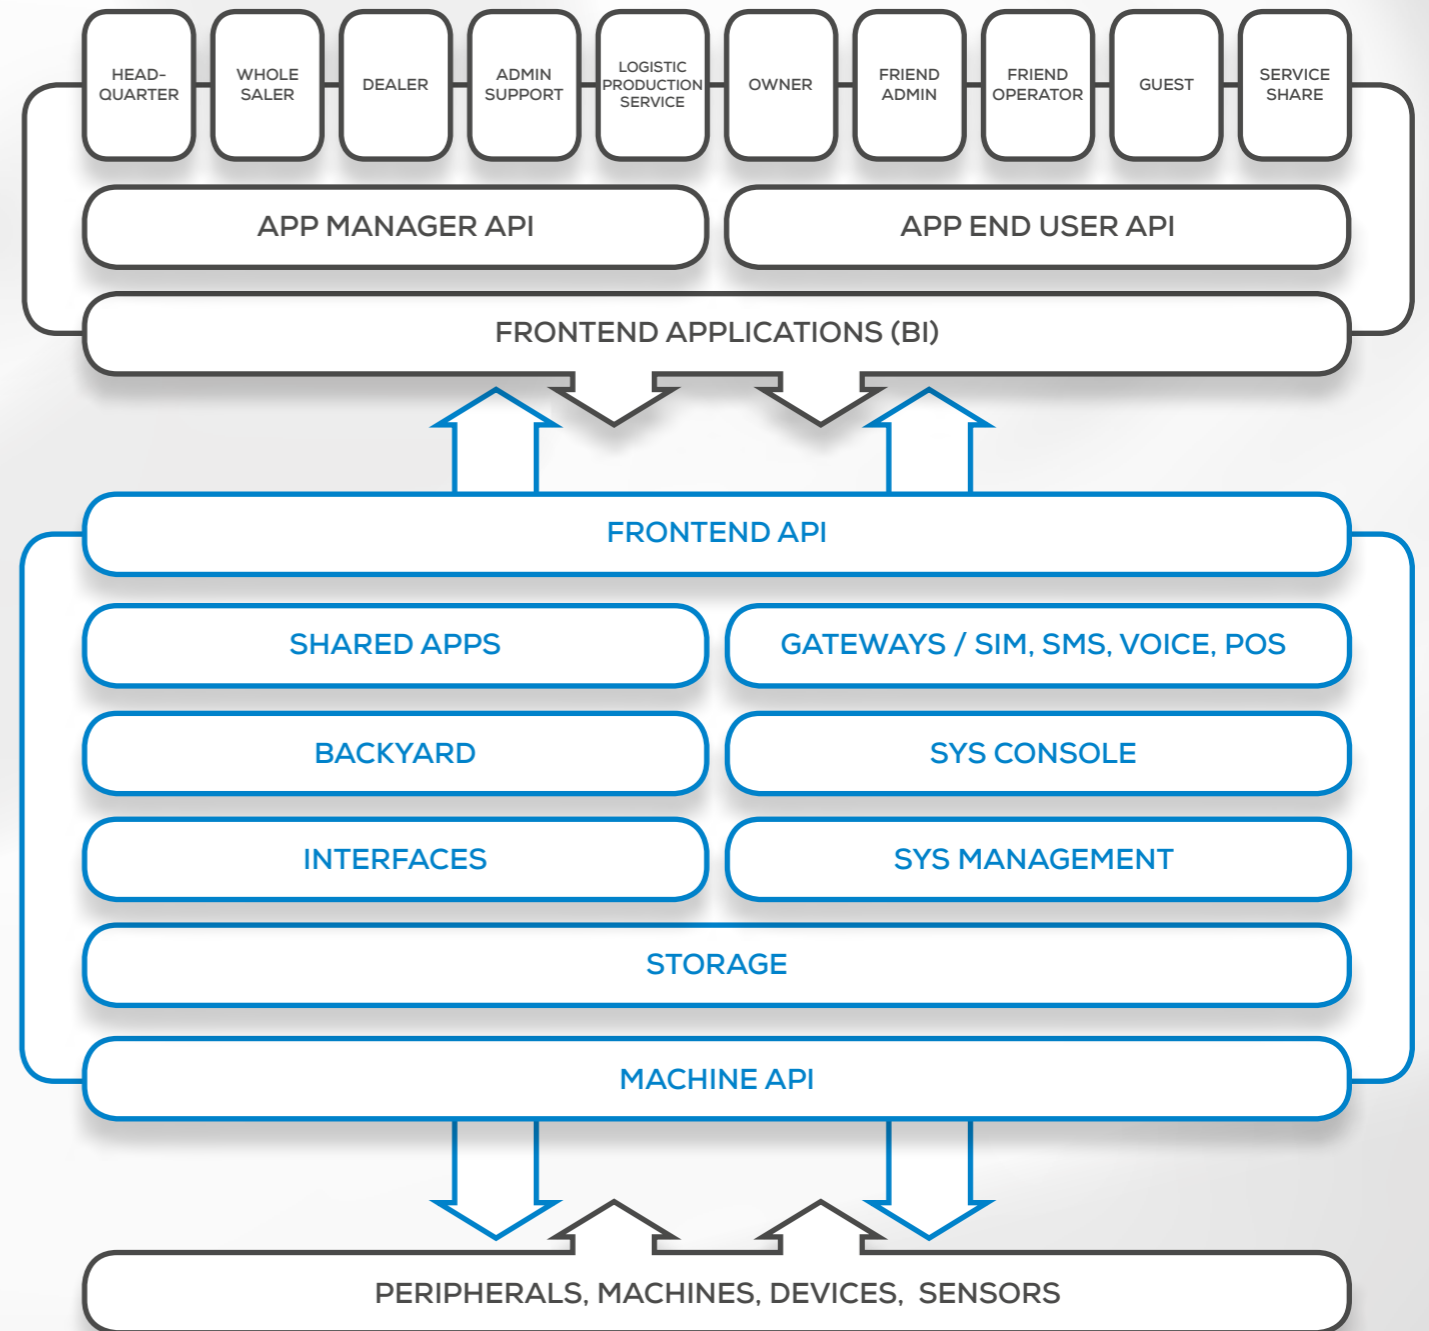 HEAD-
QUARTER
WHOLE
SALER
DEALER
ADMIN
SUPPORT
LOGISTIC
PRODUCTION
SERVICE
OWNER
FRIEND
ADMIN
FRIEND
OPERATOR
GUEST
SERVICE
SHARE
APP MANAGER API
APP END USER API
FRONTEND APPLICATIONS (BI)
FRONTEND API
SHARED APPS
GATEWAYS / SIM, SMS, VOICE, POS
BACKYARD
SYS CONSOLE
INTERFACES
SYS MANAGEMENT
STORAGE
MACHINE API
PERIPHERALS, MACHINES, DEVICES, SENSORS